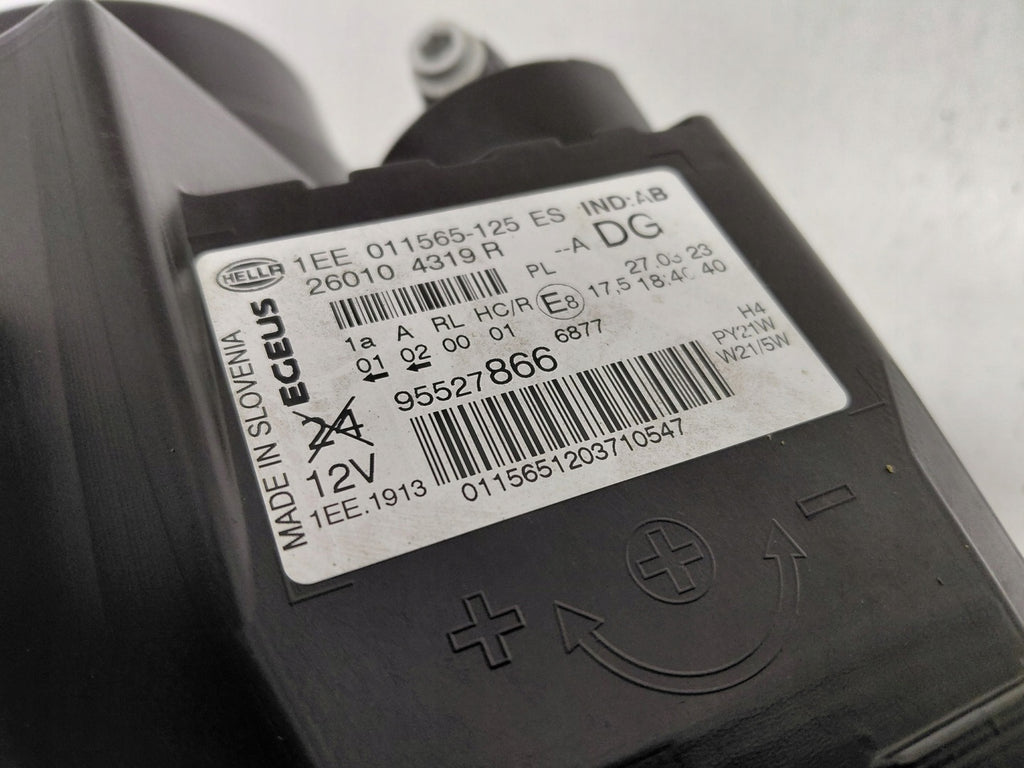 HELLA
1EE 011565-125 ES IND:AB
26010 4319 R --A DG
PL 27.03 23
1a A RL HC/R E8 17,5 18:40 40
01 02 00 01 6877
95527866
H4
PY21W
W21/5W
EGEUS
MADE IN SLOVENIA
24
12V
1EE.1913
0115651203710547